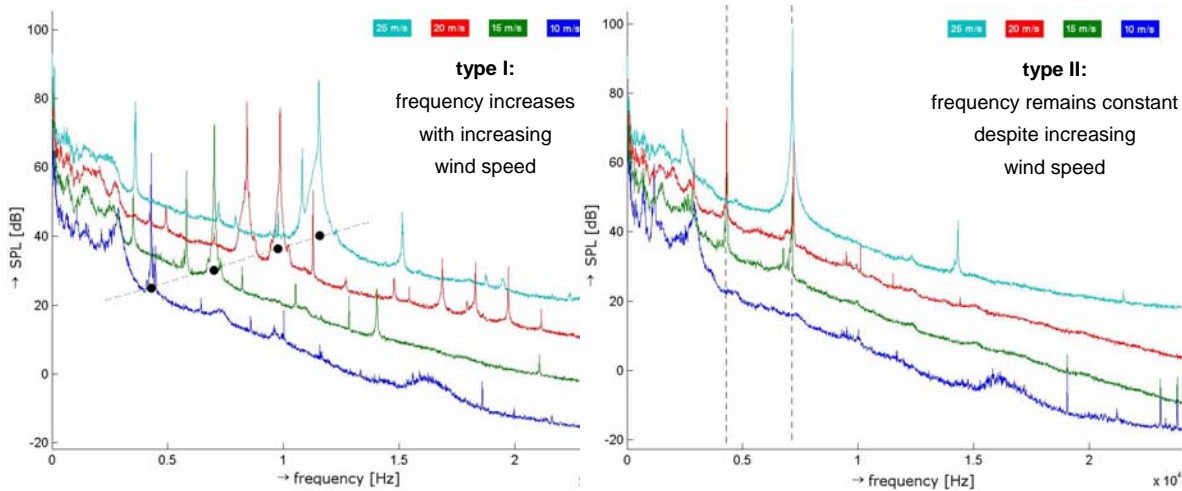 100
25 m/s 20 m/s 15 m/s 10 m/s
type I:
frequency increases
with increasing
wind speed
80
60
40
20
0
-20
→ SPL [dB]
0 0.5 1 1.5 2
→ frequency [Hz]
100
25 m/s 20 m/s 15 m/s 10 m/s
type II:
frequency remains constant
despite increasing
wind speed
80
60
40
20
0
-20
→ SPL [dB]
0 0.5 1 1.5 2
→ frequency [Hz]
x 10⁴